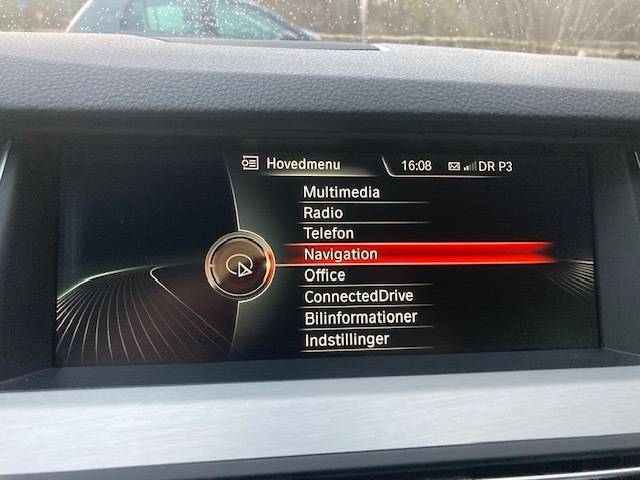 Hovedmenu 16:08 DR P3
Multimedia
Radio
Telefon
Navigation
Office
ConnectedDrive
Bilinformationer
Indstillinger